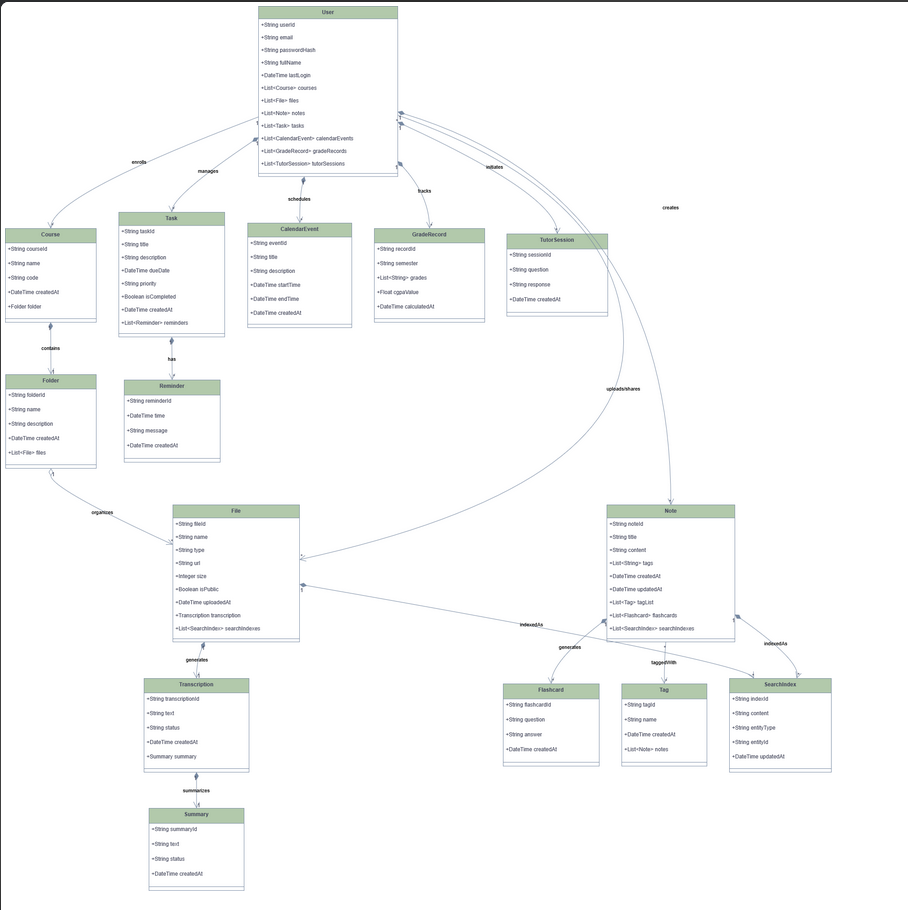 User
+String userId
+String email
+String passwordHash
+String fullName
+DateTime lastLogin
+List<Course> courses
+List<File> files
+List<Note> notes
+List<Task> tasks
+List<CalendarEvent> calendarEvents
+List<GradeRecord> gradeRecords
+List<TutorSession> tutorSessions
enrolls
manages
schedules
tracks
initiates
creates
Course
+String courseId
+String name
+String code
+DateTime createdAt
+Folder folder
Task
+String taskId
+String title
+String description
+DateTime dueDate
+String priority
+Boolean isCompleted
+DateTime createdAt
+List<Reminder> reminders
CalendarEvent
+String eventId
+String title
+String description
+DateTime startTime
+DateTime endTime
+DateTime createdAt
GradeRecord
+String recordId
+String semester
+List<String> grades
+Float cgpaValue
+DateTime calculatedAt
TutorSession
+String sessionId
+String question
+String response
+DateTime createdAt
contains
has
uploads/shares
Folder
+String folderId
+String name
+String description
+DateTime createdAt
+List<File> files
Reminder
+String reminderId
+DateTime time
+String message
+DateTime createdAt
organizes
File
+String fileId
+String name
+String type
+String url
+Integer size
+Boolean isPublic
+DateTime uploadedAt
+Transcription transcription
+List<SearchIndex> searchIndexes
Note
+String noteId
+String title
+String content
+List<String> tags
+DateTime createdAt
+DateTime updatedAt
+List<Tag> tagList
+List<Flashcard> flashcards
+List<SearchIndex> searchIndexes
indexedAs
generates
generates
taggedWith
indexedAs
Transcription
+String transcriptionId
+String text
+String status
+DateTime createdAt
+Summary summary
Flashcard
+String flashcardId
+String question
+String answer
+DateTime createdAt
Tag
+String tagId
+String name
+DateTime createdAt
+List<Note> notes
SearchIndex
+String indexId
+String content
+String entityType
+String entityId
+DateTime updatedAt
summarizes
Summary
+String summaryId
+String text
+String status
+DateTime createdAt